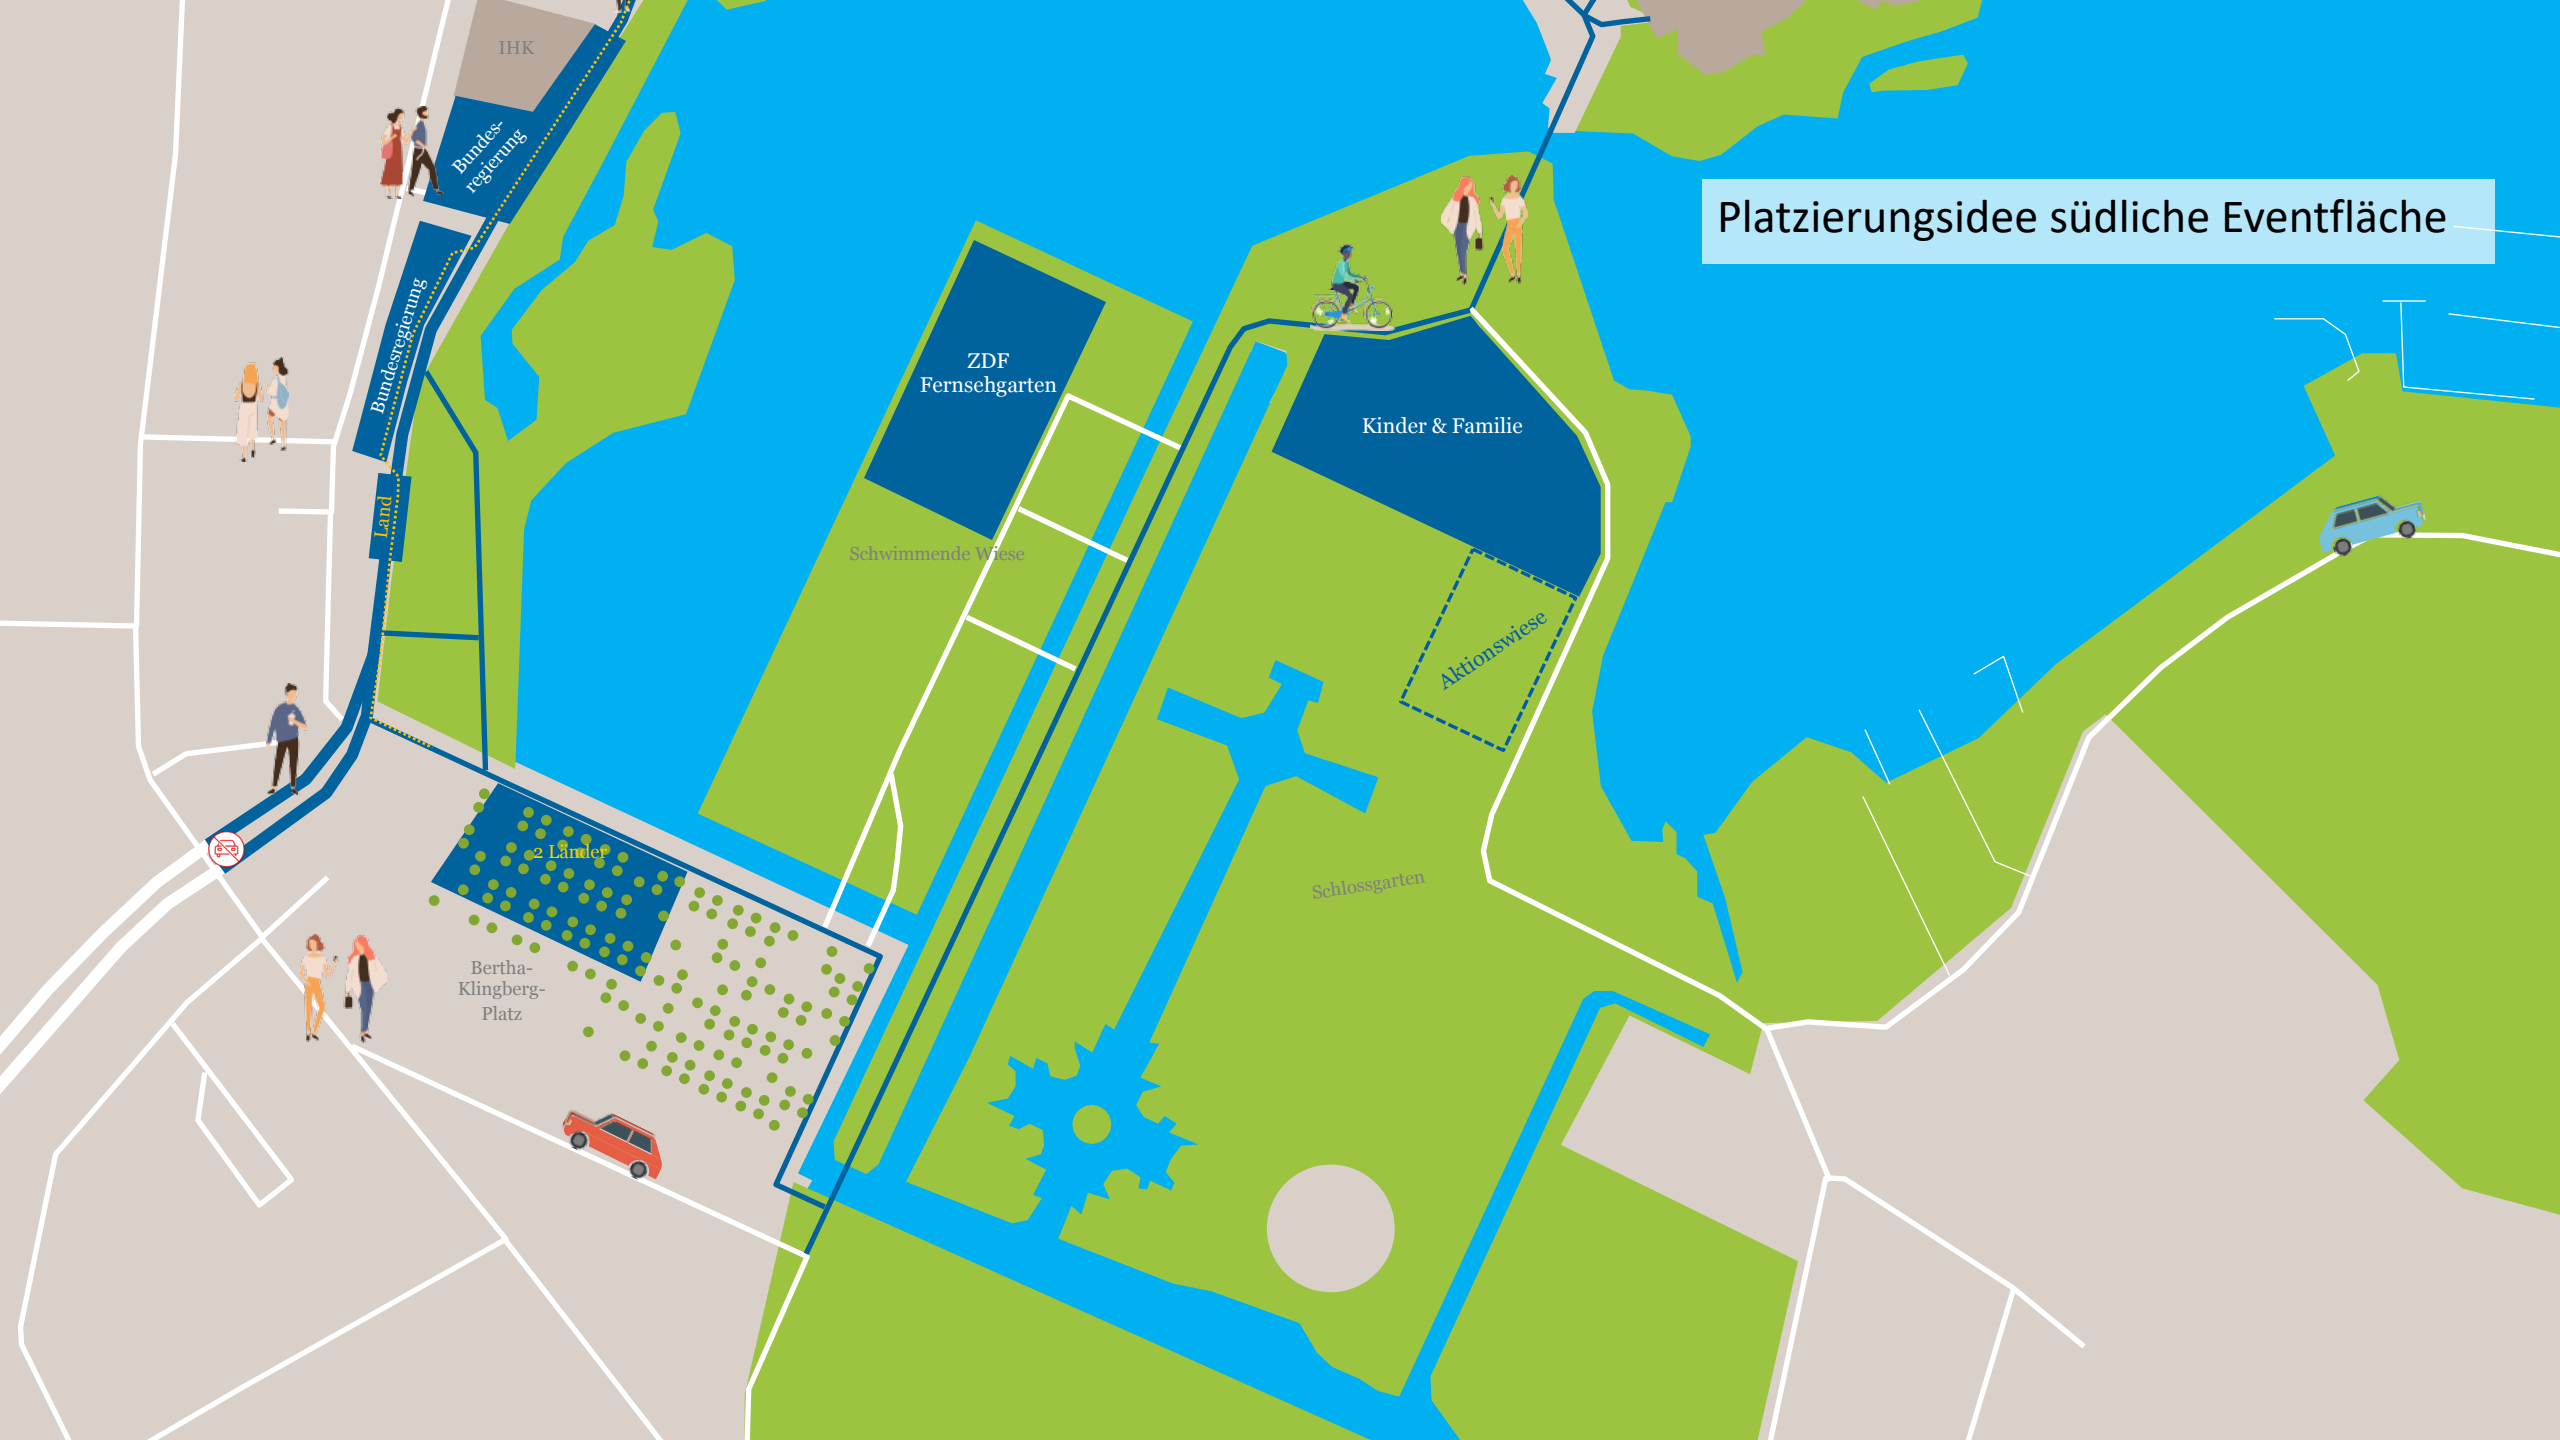 IHK
Bundes-
regierung
Platzierungsidee südliche Eventfläche
Bundesregierung
ZDF
Fernsehgarten
Kinder & Familie
Land
Schwimmende Wiese
Aktionswiese
2 Länder
Schlossgarten
Bertha-
Klingberg-
Platz